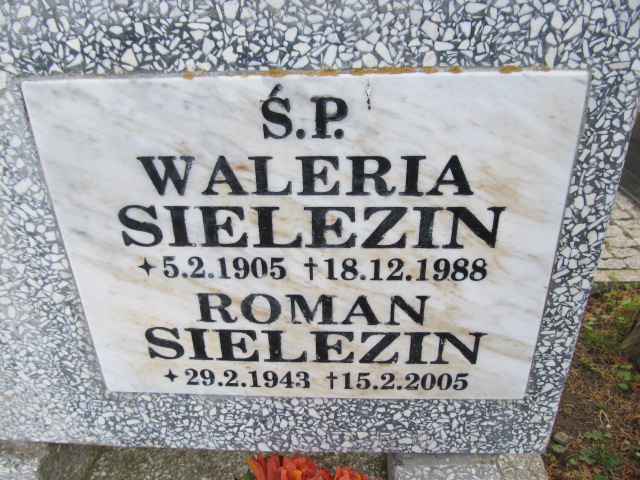 Ś.P.
WALERIA
SIELEZIN
✦5.2.1905 †18.12.1988
ROMAN
SIELEZIN
✦29.2.1943 †15.2.2005